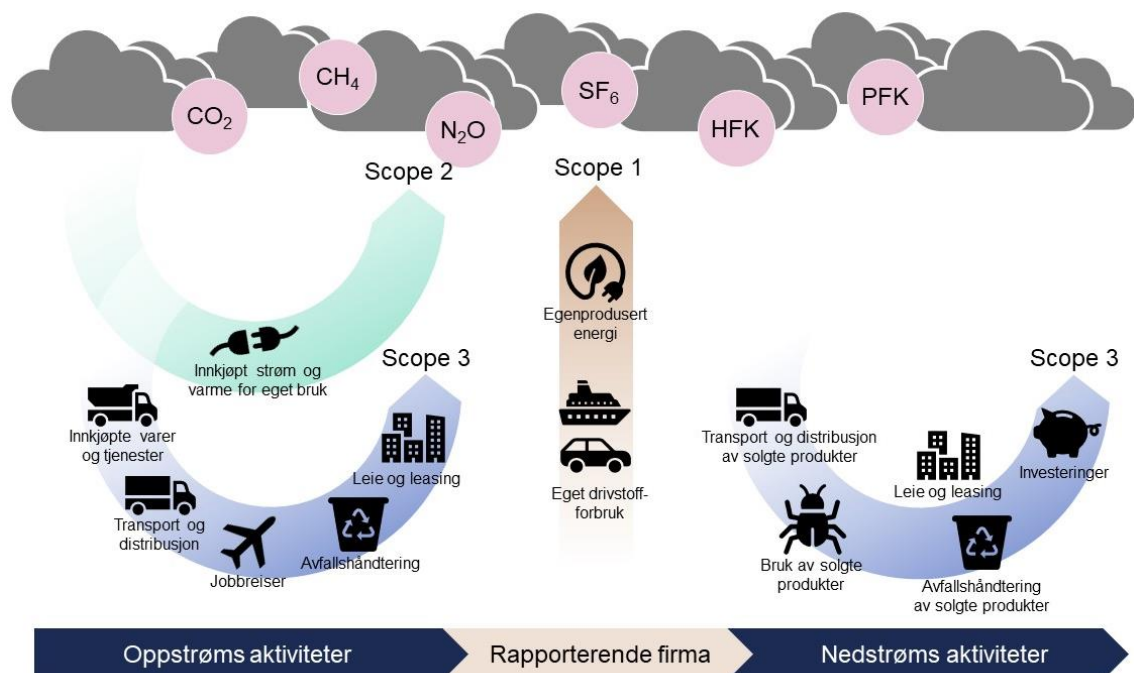 CO₂
CH₄
N₂O
SF₆
HFK
PFK
Scope 2
Innkjøpt strøm og
varme for eget bruk
Scope 3
Innkjøpte varer
og tjenester
Transport og
distribusjon
Jobbreiser
Avfallshåndtering
Leie og leasing
Scope 1
Egenprodusert
energi
Eget drivstoff-
forbruk
Scope 3
Transport og distribusjon
av solgte produkter
Bruk av solgte
produkter
Leie og leasing
Avfallshåndtering
av solgte produkter
Investeringer
Oppstrøms aktiviteter
Rapporterende firma
Nedstrøms aktiviteter